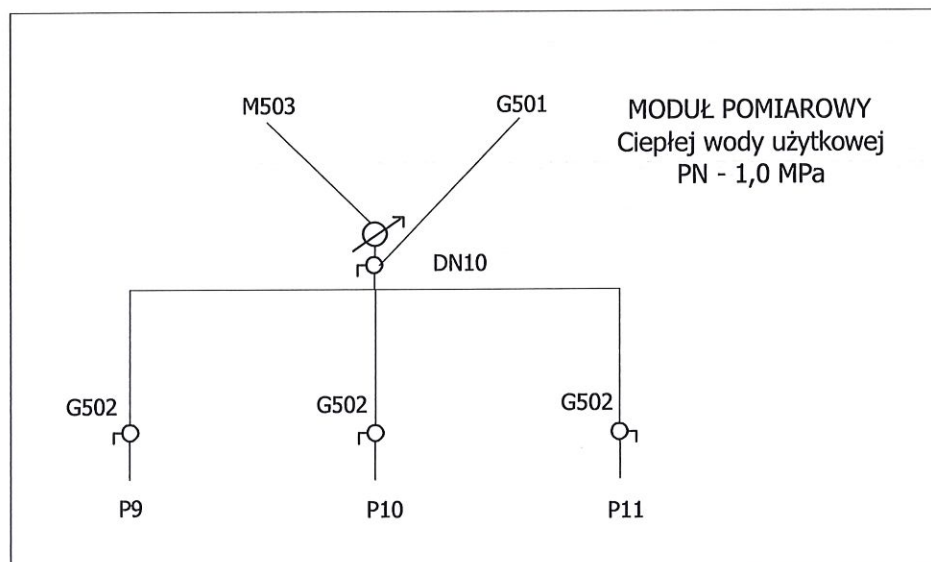 M503
G501
MODUŁ POMIAROWY
Ciepłej wody użytkowej
PN - 1,0 MPa
DN10
G502
G502
G502
P9
P10
P11